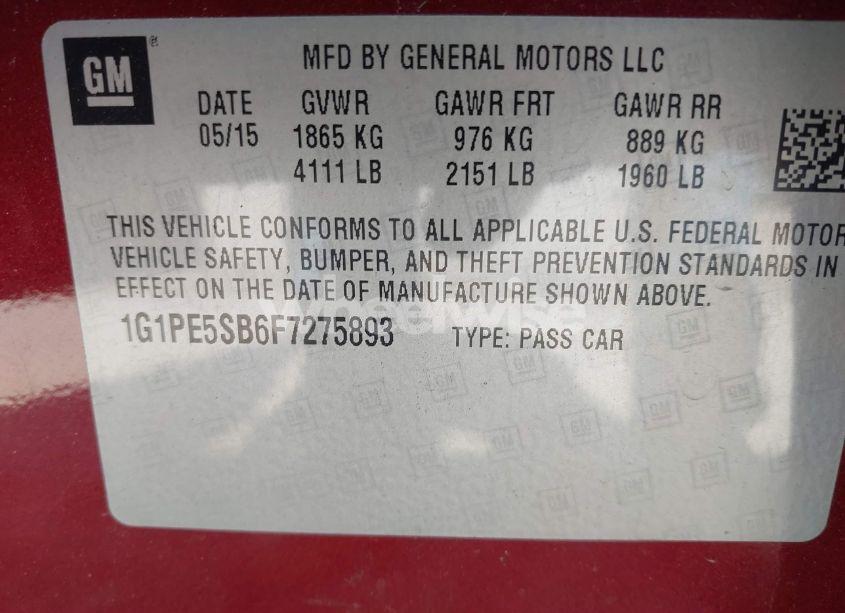 GM
MFD BY GENERAL MOTORS LLC
DATE GVWR GAWR FRT GAWR RR
05/15 1865 KG 976 KG 889 KG
4111 LB 2151 LB 1960 LB
THIS VEHICLE CONFORMS TO ALL APPLICABLE U.S. FEDERAL MOTOR
VEHICLE SAFETY, BUMPER, AND THEFT PREVENTION STANDARDS IN
EFFECT ON THE DATE OF MANUFACTURE SHOWN ABOVE.
1G1PE5SB6F7275893 TYPE: PASS CAR